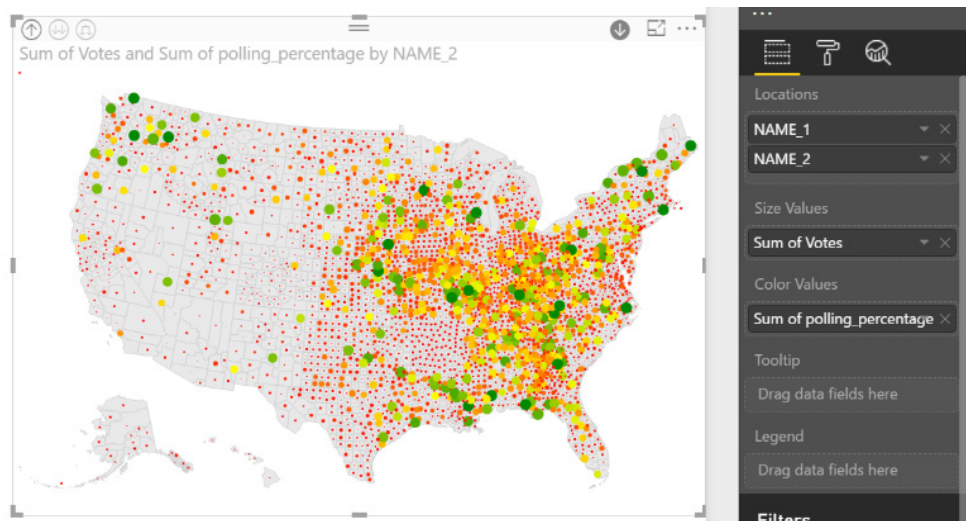 Sum of Votes and Sum of polling_percentage by NAME_2
Locations
NAME_1
NAME_2
Size Values
Sum of Votes
Color Values
Sum of polling_percentage
Tooltip
Drag data fields here
Legend
Drag data fields here
Filters